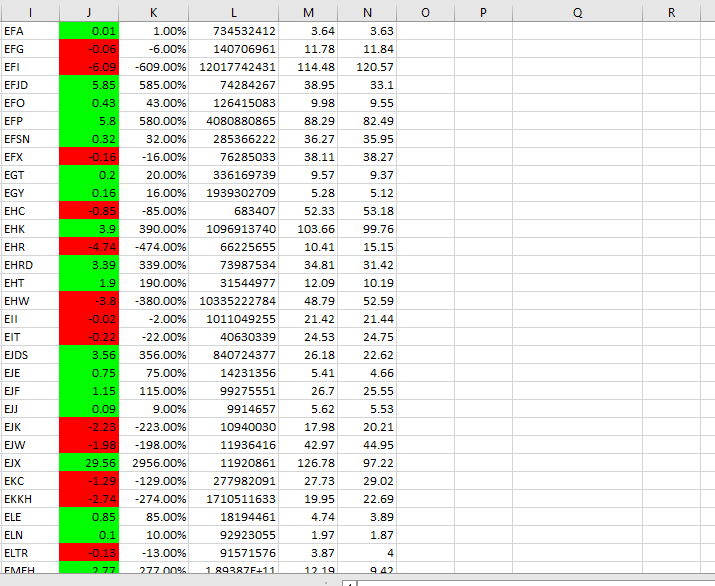 I J K L M N O P Q R
EFA 0.01 1.00% 734532412 3.64 3.63
EFG -0.06 -6.00% 140706961 11.78 11.84
EFI -6.09 -609.00% 12017742431 114.48 120.57
EFJD 5.85 585.00% 74284267 38.95 33.1
EFO 0.43 43.00% 126415083 9.98 9.55
EFP 5.8 580.00% 4080880865 88.29 82.49
EFSN 0.32 32.00% 285366222 36.27 35.95
EFX -0.16 -16.00% 76285033 38.11 38.27
EGT 0.2 20.00% 336169739 9.57 9.37
EGY 0.16 16.00% 1939302709 5.28 5.12
EHC -0.85 -85.00% 683407 52.33 53.18
EHK 3.9 390.00% 1096913740 103.66 99.76
EHR -4.74 -474.00% 66225655 10.41 15.15
EHRD 3.39 339.00% 73987534 34.81 31.42
EHT 1.9 190.00% 31544977 12.09 10.19
EHW -3.8 -380.00% 10335222784 48.79 52.59
EII -0.02 -2.00% 1011049255 21.42 21.44
EIT -0.22 -22.00% 40630339 24.53 24.75
EJDS 3.56 356.00% 840724377 26.18 22.62
EJE 0.75 75.00% 14231356 5.41 4.66
EJF 1.15 115.00% 99275551 26.7 25.55
EJJ 0.09 9.00% 9914657 5.62 5.53
EJK -2.23 -223.00% 10940030 17.98 20.21
EJW -1.98 -198.00% 11936416 42.97 44.95
EJX 29.56 2956.00% 11920861 126.78 97.22
EKC -1.29 -129.00% 277982091 27.73 29.02
EKKH -2.74 -274.00% 1710511633 19.95 22.69
ELE 0.85 85.00% 18194461 4.74 3.89
ELN 0.1 10.00% 92923055 1.97 1.87
ELTR -0.13 -13.00% 91571576 3.87 4
2.77 277.00% 1.89387E+11 12.19 9.42